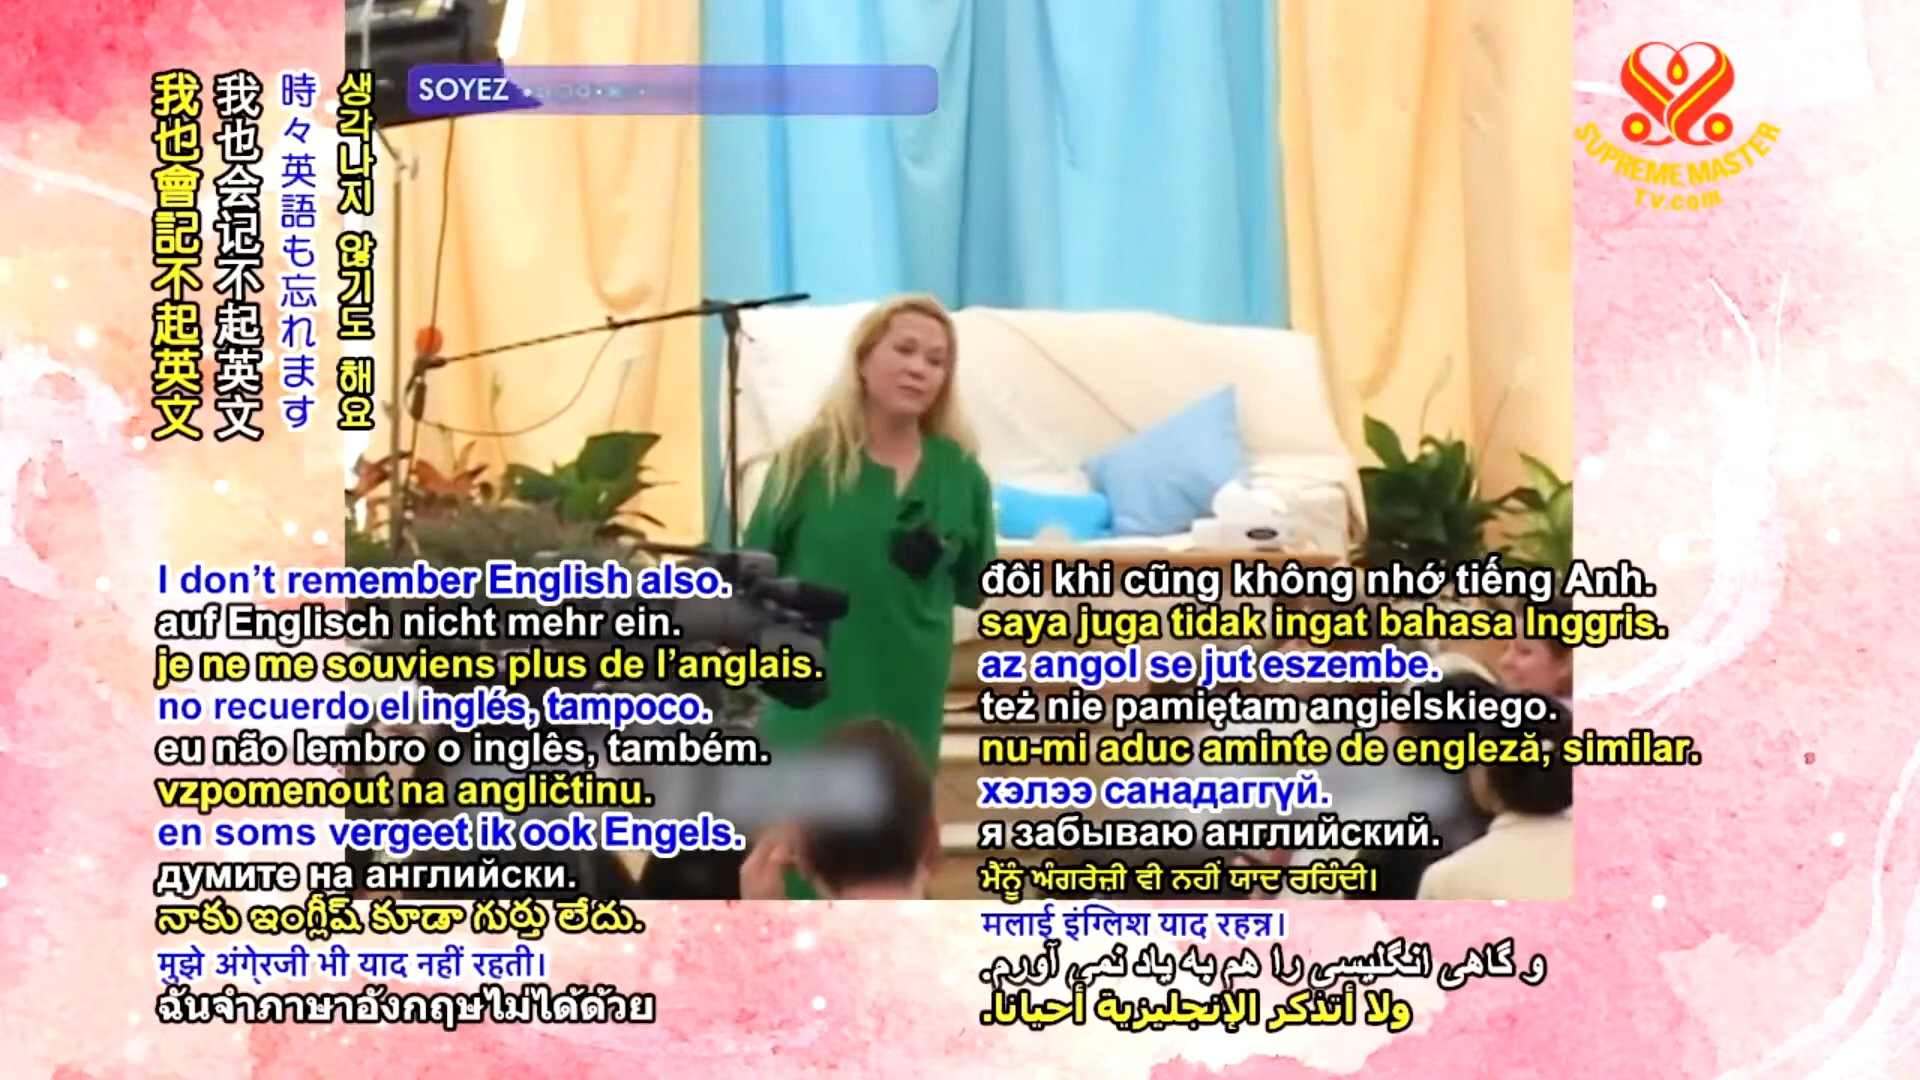 SOYEZ
SUPREME MASTER
TV.com
我也會記不起英文
我也会记不起英文
時々英語も忘れます
생각나지 않기도 해요
I don’t remember English also.
auf Englisch nicht mehr ein.
je ne me souviens plus de l’anglais.
no recuerdo el inglés, tampoco.
eu não lembro o inglês, também.
vzpomenout na angličtinu.
en soms vergeet ik ook Engels.
думите на английски.
నాకు ఇంగ్లీష్ కూడా గుర్తు లేదు.
मुझे अंगे्रजी भी याद नहीं रहती।
ฉันจำภาษาอังกฤษไม่ได้ด้วย
đôi khi cũng không nhớ tiếng Anh.
saya juga tidak ingat bahasa Inggris.
az angol se jut eszembe.
też nie pamiętam angielskiego.
nu-mi aduc aminte de engleză, similar.
хэлээ санадаггүй.
я забываю английский.
ਮੈਨੂੰ ਅੰਗਰੇਜ਼ੀ ਵੀ ਨਹੀਂ ਯਾਦ ਰਹਿੰਦੀ।
मलाई इंग्लिश याद रहन्न।
و گاهی انگلیسی را هم به یاد نمی آورم.
ولا أتذكر الإنجليزية أحيانا.